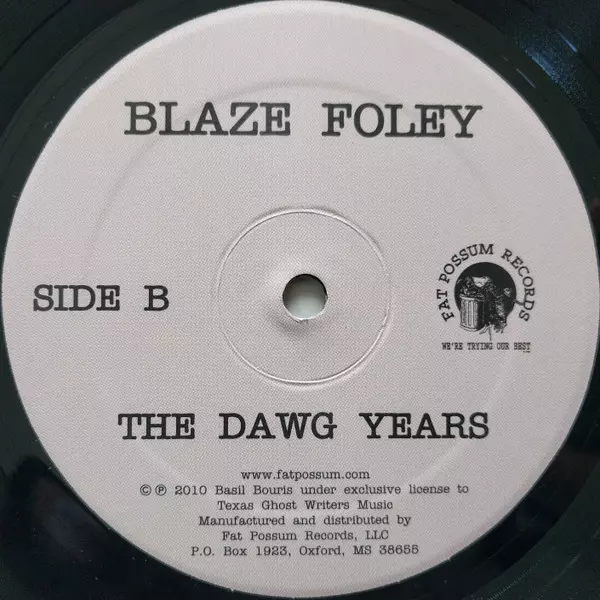 BLAZE FOLEY
SIDE B
FAT POSSUM RECORDS
WE'RE TRYING OUR BEST
THE DAWG YEARS
www.fatpossum.com
© ℗ 2010 Basil Bouris under exclusive license to
Texas Ghost Writers Music
Manufactured and distributed by
Fat Possum Records, LLC
P.O. Box 1923, Oxford, MS 38655